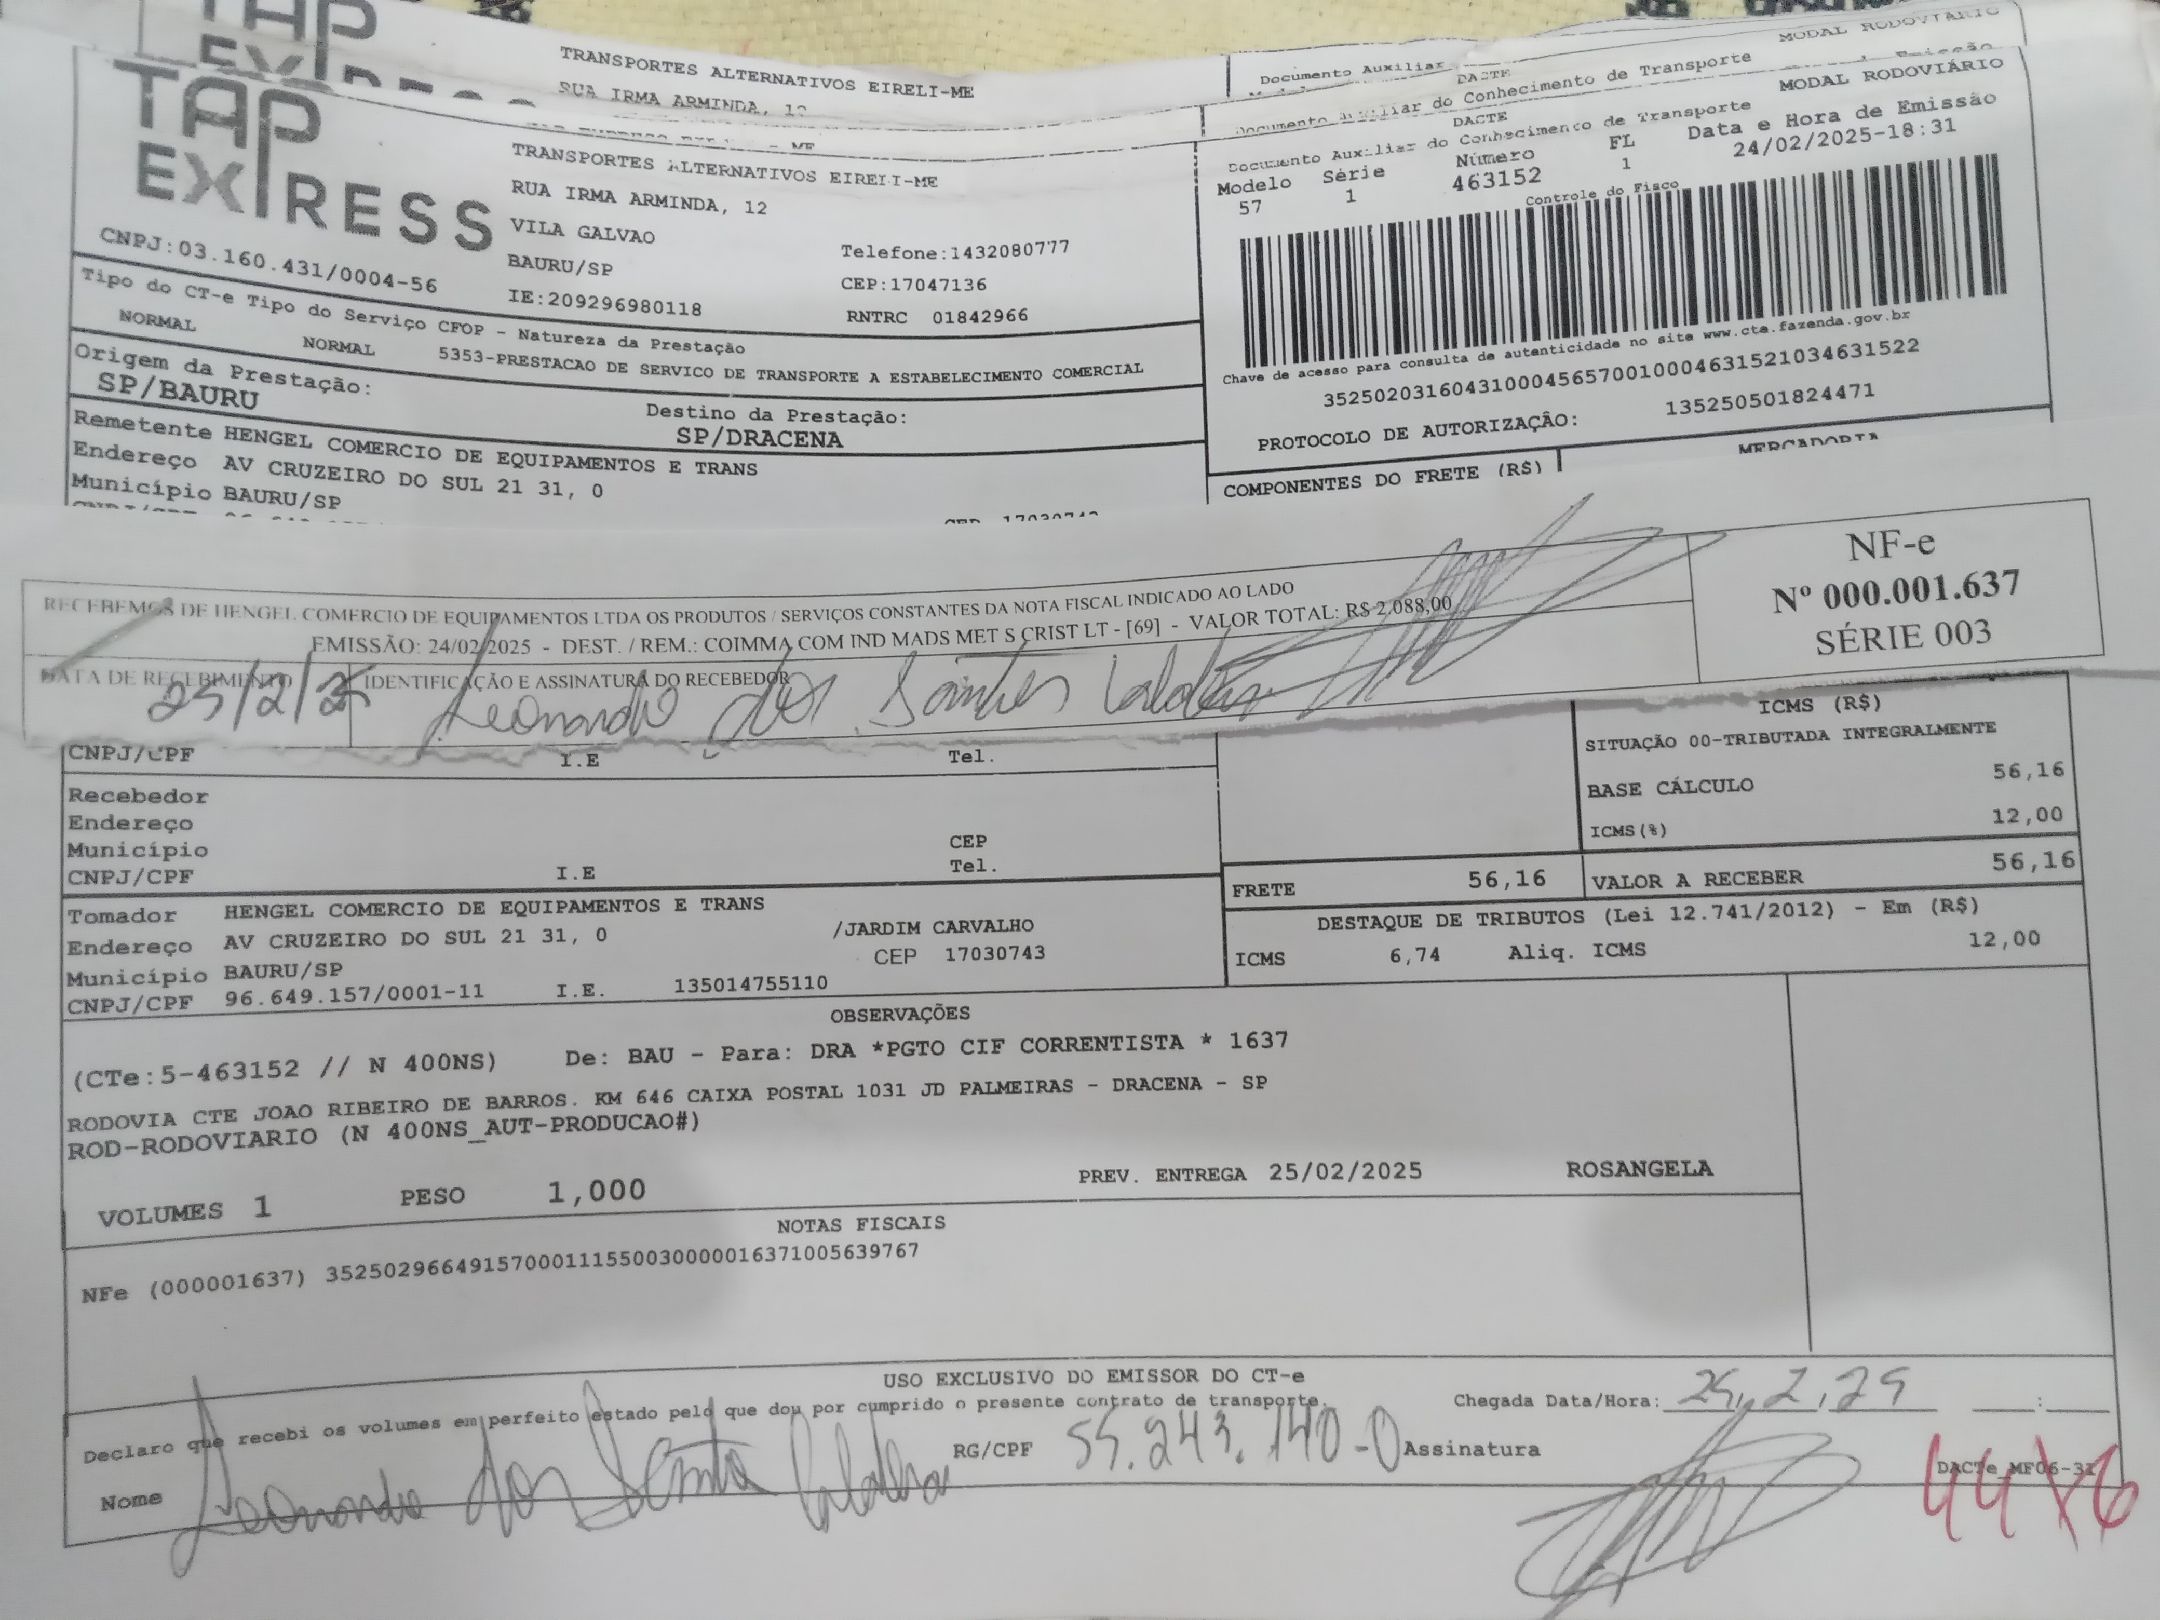 TAP
TRANSPORTES ALTERNATIVOS EIRELI-ME
RUA IRMA ARMINDA, 12
Documento Auxiliar
MODAL RODOVIARIO
DACTE
Documento Auxiliar do Conhecimento de Transporte
MODAL RODOVIÁRIO
DACTE
Documento Auxiliar do Conhecimento de Transporte
TAP
EXPRESS
CNPJ:03.160.431/0004-56
TRANSPORTES ALTERNATIVOS EIRELI-ME
RUA IRMA ARMINDA, 12
VILA GALVAO
BAURU/SP
IE:209296980118
Telefone:1432080777
CEP:17047136
RNTRC 01842966
Modelo Série Número FL Data e Hora de Emissão
57 1 463152 1 24/02/2025-18:31
Controle do Fisco
Chave de acesso para consulta de autenticidade no site www.cte.fazenda.gov.br
35250203160431000456570010004631521034631522
PROTOCOLO DE AUTORIZAÇÃO: 135250501824471
Tipo do CT-e Tipo do Serviço CFOP - Natureza da Prestação
NORMAL NORMAL 5353-PRESTACAO DE SERVICO DE TRANSPORTE A ESTABELECIMENTO COMERCIAL
Origem da Prestação:
SP/BAURU
Destino da Prestação:
SP/DRACENA
Remetente HENGEL COMERCIO DE EQUIPAMENTOS E TRANS
Endereço AV CRUZEIRO DO SUL 21 31, 0
Município BAURU/SP
CEP 17030743
COMPONENTES DO FRETE (R$)
MERCADORIA
RECEBEMOS DE HENGEL COMERCIO DE EQUIPAMENTOS LTDA OS PRODUTOS / SERVIÇOS CONSTANTES DA NOTA FISCAL INDICADO AO LADO
EMISSÃO: 24/02/2025 - DEST. / REM.: COIMMA COM IND MADS MET S CRIST LT - [69] - VALOR TOTAL: R$ 2.088,00
DATA DE RECEBIMENTO
25/2/25
IDENTIFICAÇÃO E ASSINATURA DO RECEBEDOR
Leonardo dos Santos Caldeira
NF-e
Nº 000.001.637
SÉRIE 003
CNPJ/CPF I.E Tel.
Recebedor
Endereço
Município CEP
CNPJ/CPF I.E Tel.
ICMS (R$)
SITUAÇÃO 00-TRIBUTADA INTEGRALMENTE
BASE CÁLCULO 56,16
ICMS(%) 12,00
FRETE 56,16 VALOR A RECEBER 56,16
DESTAQUE DE TRIBUTOS (Lei 12.741/2012) - Em (R$)
ICMS 6,74 Aliq. ICMS 12,00
Tomador HENGEL COMERCIO DE EQUIPAMENTOS E TRANS
Endereço AV CRUZEIRO DO SUL 21 31, 0 /JARDIM CARVALHO
Município BAURU/SP CEP 17030743
CNPJ/CPF 96.649.157/0001-11 I.E. 135014755110
OBSERVAÇÕES
(CTe:5-463152 // N 400NS) De: BAU - Para: DRA *PGTO CIF CORRENTISTA * 1637
RODOVIA CTE JOAO RIBEIRO DE BARROS. KM 646 CAIXA POSTAL 1031 JD PALMEIRAS - DRACENA - SP
ROD-RODOVIARIO (N 400NS_AUT-PRODUCAO#)
VOLUMES 1 PESO 1,000 PREV. ENTREGA 25/02/2025 ROSANGELA
NOTAS FISCAIS
NFe (000001637) 35250296649157000111550030000016371005639767
USO EXCLUSIVO DO EMISSOR DO CT-e
Declaro que recebi os volumes em perfeito estado pelo que dou por cumprido o presente contrato de transporte.
Chegada Data/Hora: 25,2,25 :
Nome Leonardo dos Santos Caldeira RG/CPF 55.243.140-0 Assinatura
DACTe_MF06-31